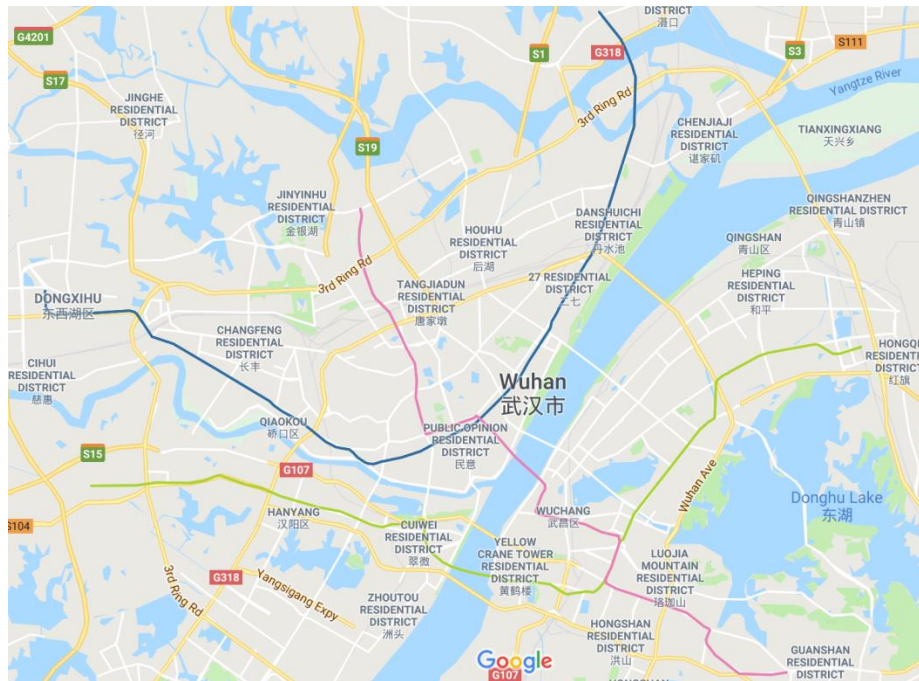 DISTRICT
滠口
G4201
S1
G318
S3
S111
S17
Yangtze River
JINGHE
RESIDENTIAL
DISTRICT
径河
3rd Ring Rd
CHENJIAJI
RESIDENTIAL
DISTRICT
谌家矶
TIANXINGXIANG
天兴乡
S19
JINYINHU
RESIDENTIAL
DISTRICT
金银湖
HOUHU
RESIDENTIAL
DISTRICT
后湖
DANSHUICHI
RESIDENTIAL
DISTRICT
丹水池
QINGSHANZHEN
RESIDENTIAL DISTRICT
青山镇
QINGSHAN
青山区
3rd Ring Rd
TANGJIADUN
RESIDENTIAL
DISTRICT
唐家墩
27 RESIDENTIAL
DISTRICT
二七
HEPING
RESIDENTIAL
DISTRICT
和平
DONGXIHU
东西湖区
CHANGFENG
RESIDENTIAL
DISTRICT
长丰
HONGQI
RESIDENT
DISTRICT
红旗
CIHUI
RESIDENTIAL
DISTRICT
慈惠
Wuhan
武汉市
QIAOKOU
硚口区
PUBLIC OPINION
RESIDENTIAL
DISTRICT
民意
S15
G107
Wuhan Ave
Donghu Lake
东湖
S104
HANYANG
汉阳区
CUIWEI
RESIDENTIAL
DISTRICT
翠微
WUCHANG
武昌区
YELLOW
CRANE TOWER
RESIDENTIAL
DISTRICT
黄鹤楼
LUOJIA
MOUNTAIN
RESIDENTIAL
DISTRICT
珞珈山
3rd Ring Rd
G318
Yangsigang Expy
ZHOUTOU
RESIDENTIAL
DISTRICT
洲头
HONGSHAN
RESIDENTIAL
DISTRICT
洪山
GUANSHAN
RESIDENTIAL
DISTRICT
Google
G107